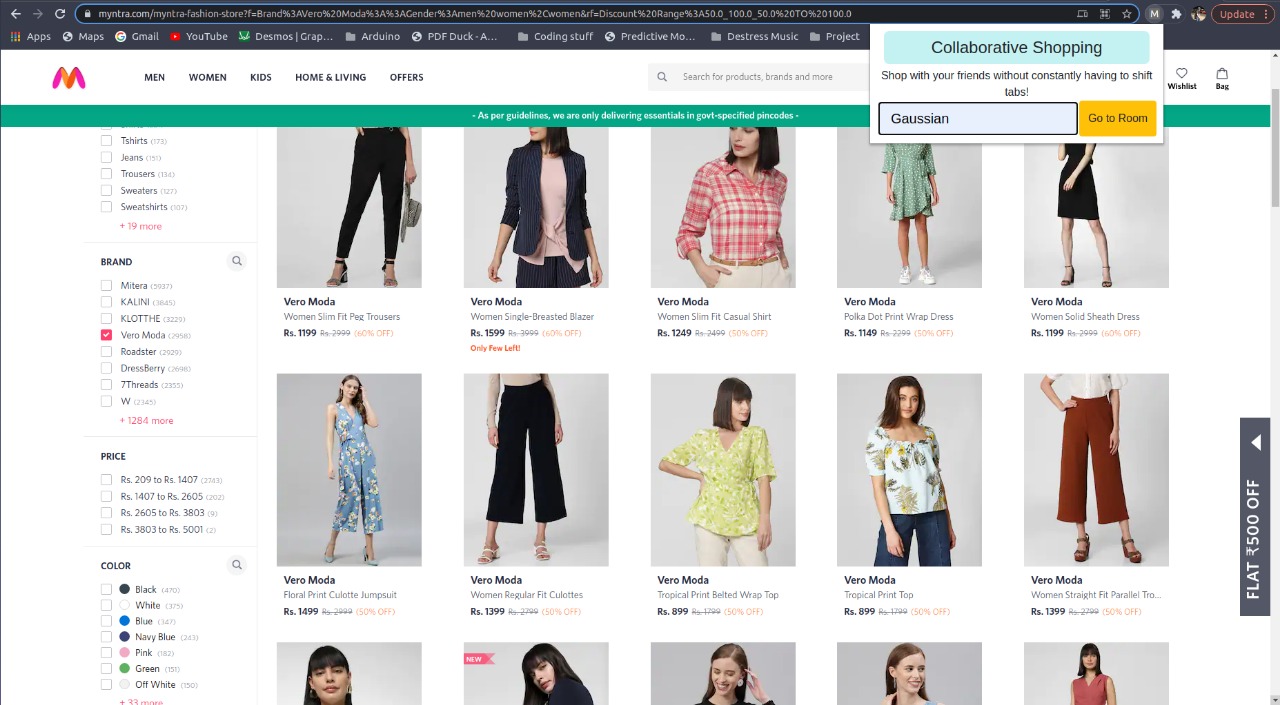 myntra.com/myntra-fashion-store?f=Brand%3AVero%20Moda%3A%3AGender%3Amen%20women%2Cwomen&rf=Discount%20Range%3A50.0_100.0_50.0%20TO%20100.0
M
Update
Apps
Maps
Gmail
YouTube
Desmos | Grap...
Arduino
PDF Duck - A...
Coding stuff
Predictive Mo...
Destress Music
Project
Collaborative Shopping
Shop with your friends without constantly having to shift
tabs!
Gaussian
Go to Room
MEN
WOMEN
KIDS
HOME & LIVING
OFFERS
Search for products, brands and more
Wishlist
Bag
- As per guidelines, we are only delivering essentials in govt-specified pincodes -
Tshirts (173)
Jeans (151)
Trousers (134)
Sweaters (127)
Sweatshirts (107)
+ 19 more
BRAND
Mitera (5937)
KALINI (3845)
KLOTTHE (3229)
Vero Moda (2958)
Roadster (2929)
DressBerry (2698)
7Threads (2355)
W (2345)
+ 1284 more
PRICE
Rs. 209 to Rs. 1407 (2743)
Rs. 1407 to Rs. 2605 (202)
Rs. 2605 to Rs. 3803 (9)
Rs. 3803 to Rs. 5001 (2)
COLOR
Black (470)
White (375)
Blue (347)
Navy Blue (243)
Pink (182)
Green (151)
Off White (150)
+ 33 more
Vero Moda
Women Slim Fit Peg Trousers
Rs. 1199 Rs. 2999 (60% OFF)
Vero Moda
Women Single-Breasted Blazer
Rs. 1599 Rs. 3999 (60% OFF)
Only Few Left!
Vero Moda
Women Slim Fit Casual Shirt
Rs. 1249 Rs. 2499 (50% OFF)
Vero Moda
Polka Dot Print Wrap Dress
Rs. 1149 Rs. 2299 (50% OFF)
Vero Moda
Women Solid Sheath Dress
Rs. 1199 Rs. 2999 (60% OFF)
Vero Moda
Floral Print Culotte Jumpsuit
Rs. 1499 Rs. 2999 (50% OFF)
Vero Moda
Women Regular Fit Culottes
Rs. 1399 Rs. 2799 (50% OFF)
Vero Moda
Tropical Print Belted Wrap Top
Rs. 899 Rs. 1799 (50% OFF)
Vero Moda
Tropical Print Top
Rs. 899 Rs. 1799 (50% OFF)
Vero Moda
Women Straight Fit Parallel Tro...
Rs. 1399 Rs. 2799 (50% OFF)
NEW
FLAT ₹500 OFF